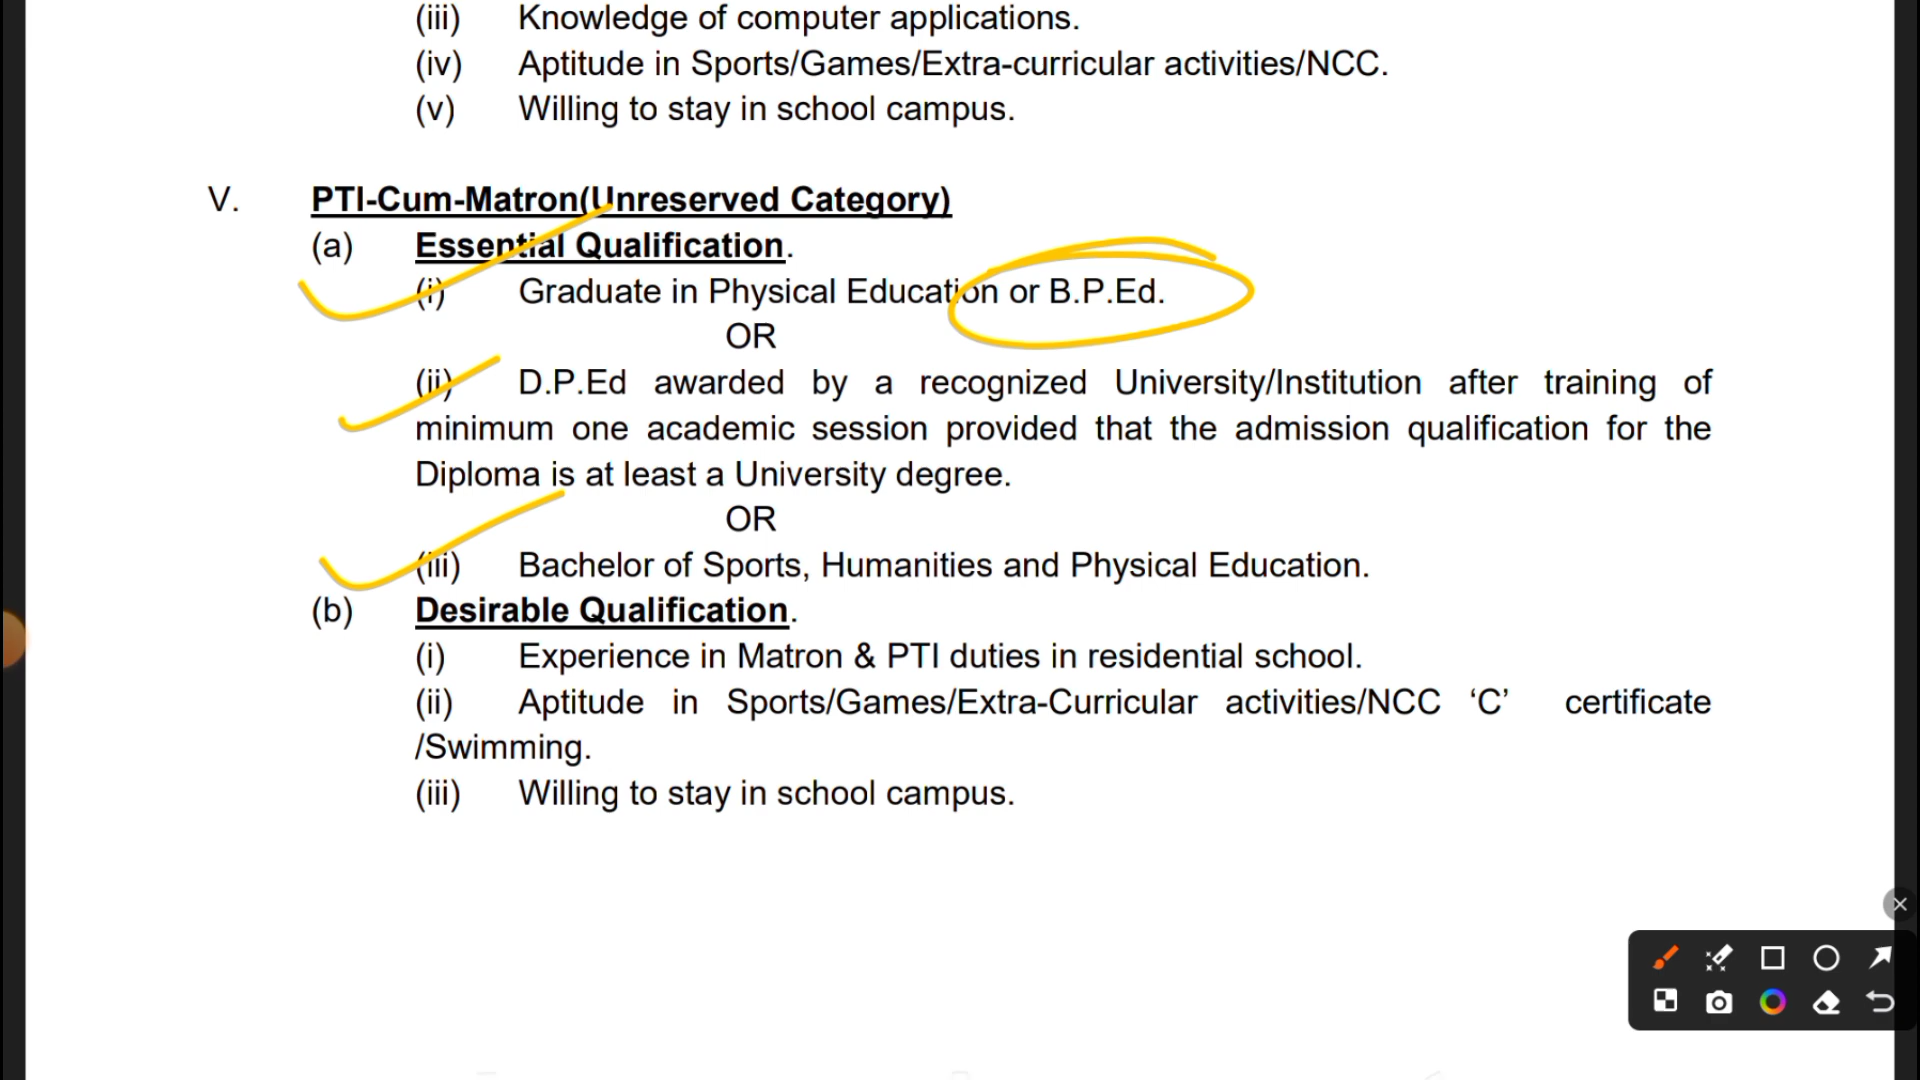 (iii) Knowledge of computer applications.
(iv) Aptitude in Sports/Games/Extra-curricular activities/NCC.
(v) Willing to stay in school campus.
V. PTI-Cum-Matron(Unreserved Category)
(a) Essential Qualification.
(i) Graduate in Physical Education or B.P.Ed.
OR
(ii) D.P.Ed awarded by a recognized University/Institution after training of
minimum one academic session provided that the admission qualification for the
Diploma is at least a University degree.
OR
(iii) Bachelor of Sports, Humanities and Physical Education.
(b) Desirable Qualification.
(i) Experience in Matron & PTI duties in residential school.
(ii) Aptitude in Sports/Games/Extra-Curricular activities/NCC ‘C’ certificate
/Swimming.
(iii) Willing to stay in school campus.